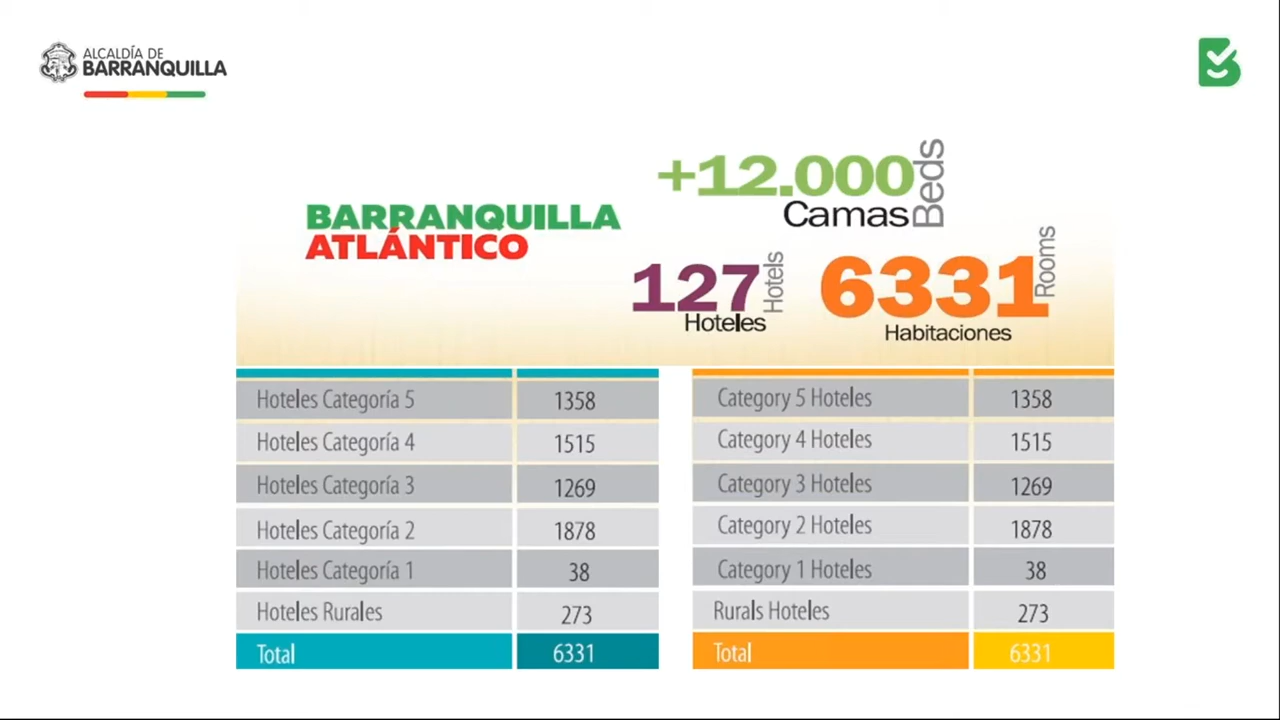 ALCALDÍA DE
BARRANQUILLA
BARRANQUILLA
ATLÁNTICO
+12.000
Camas
Beds
127
Hoteles
Hotels
6331
Habitaciones
Rooms
Hoteles Categoría 5 1358
Hoteles Categoría 4 1515
Hoteles Categoría 3 1269
Hoteles Categoría 2 1878
Hoteles Categoría 1 38
Hoteles Rurales 273
Total 6331
Category 5 Hoteles 1358
Category 4 Hoteles 1515
Category 3 Hoteles 1269
Category 2 Hoteles 1878
Category 1 Hoteles 38
Rurals Hoteles 273
Total 6331